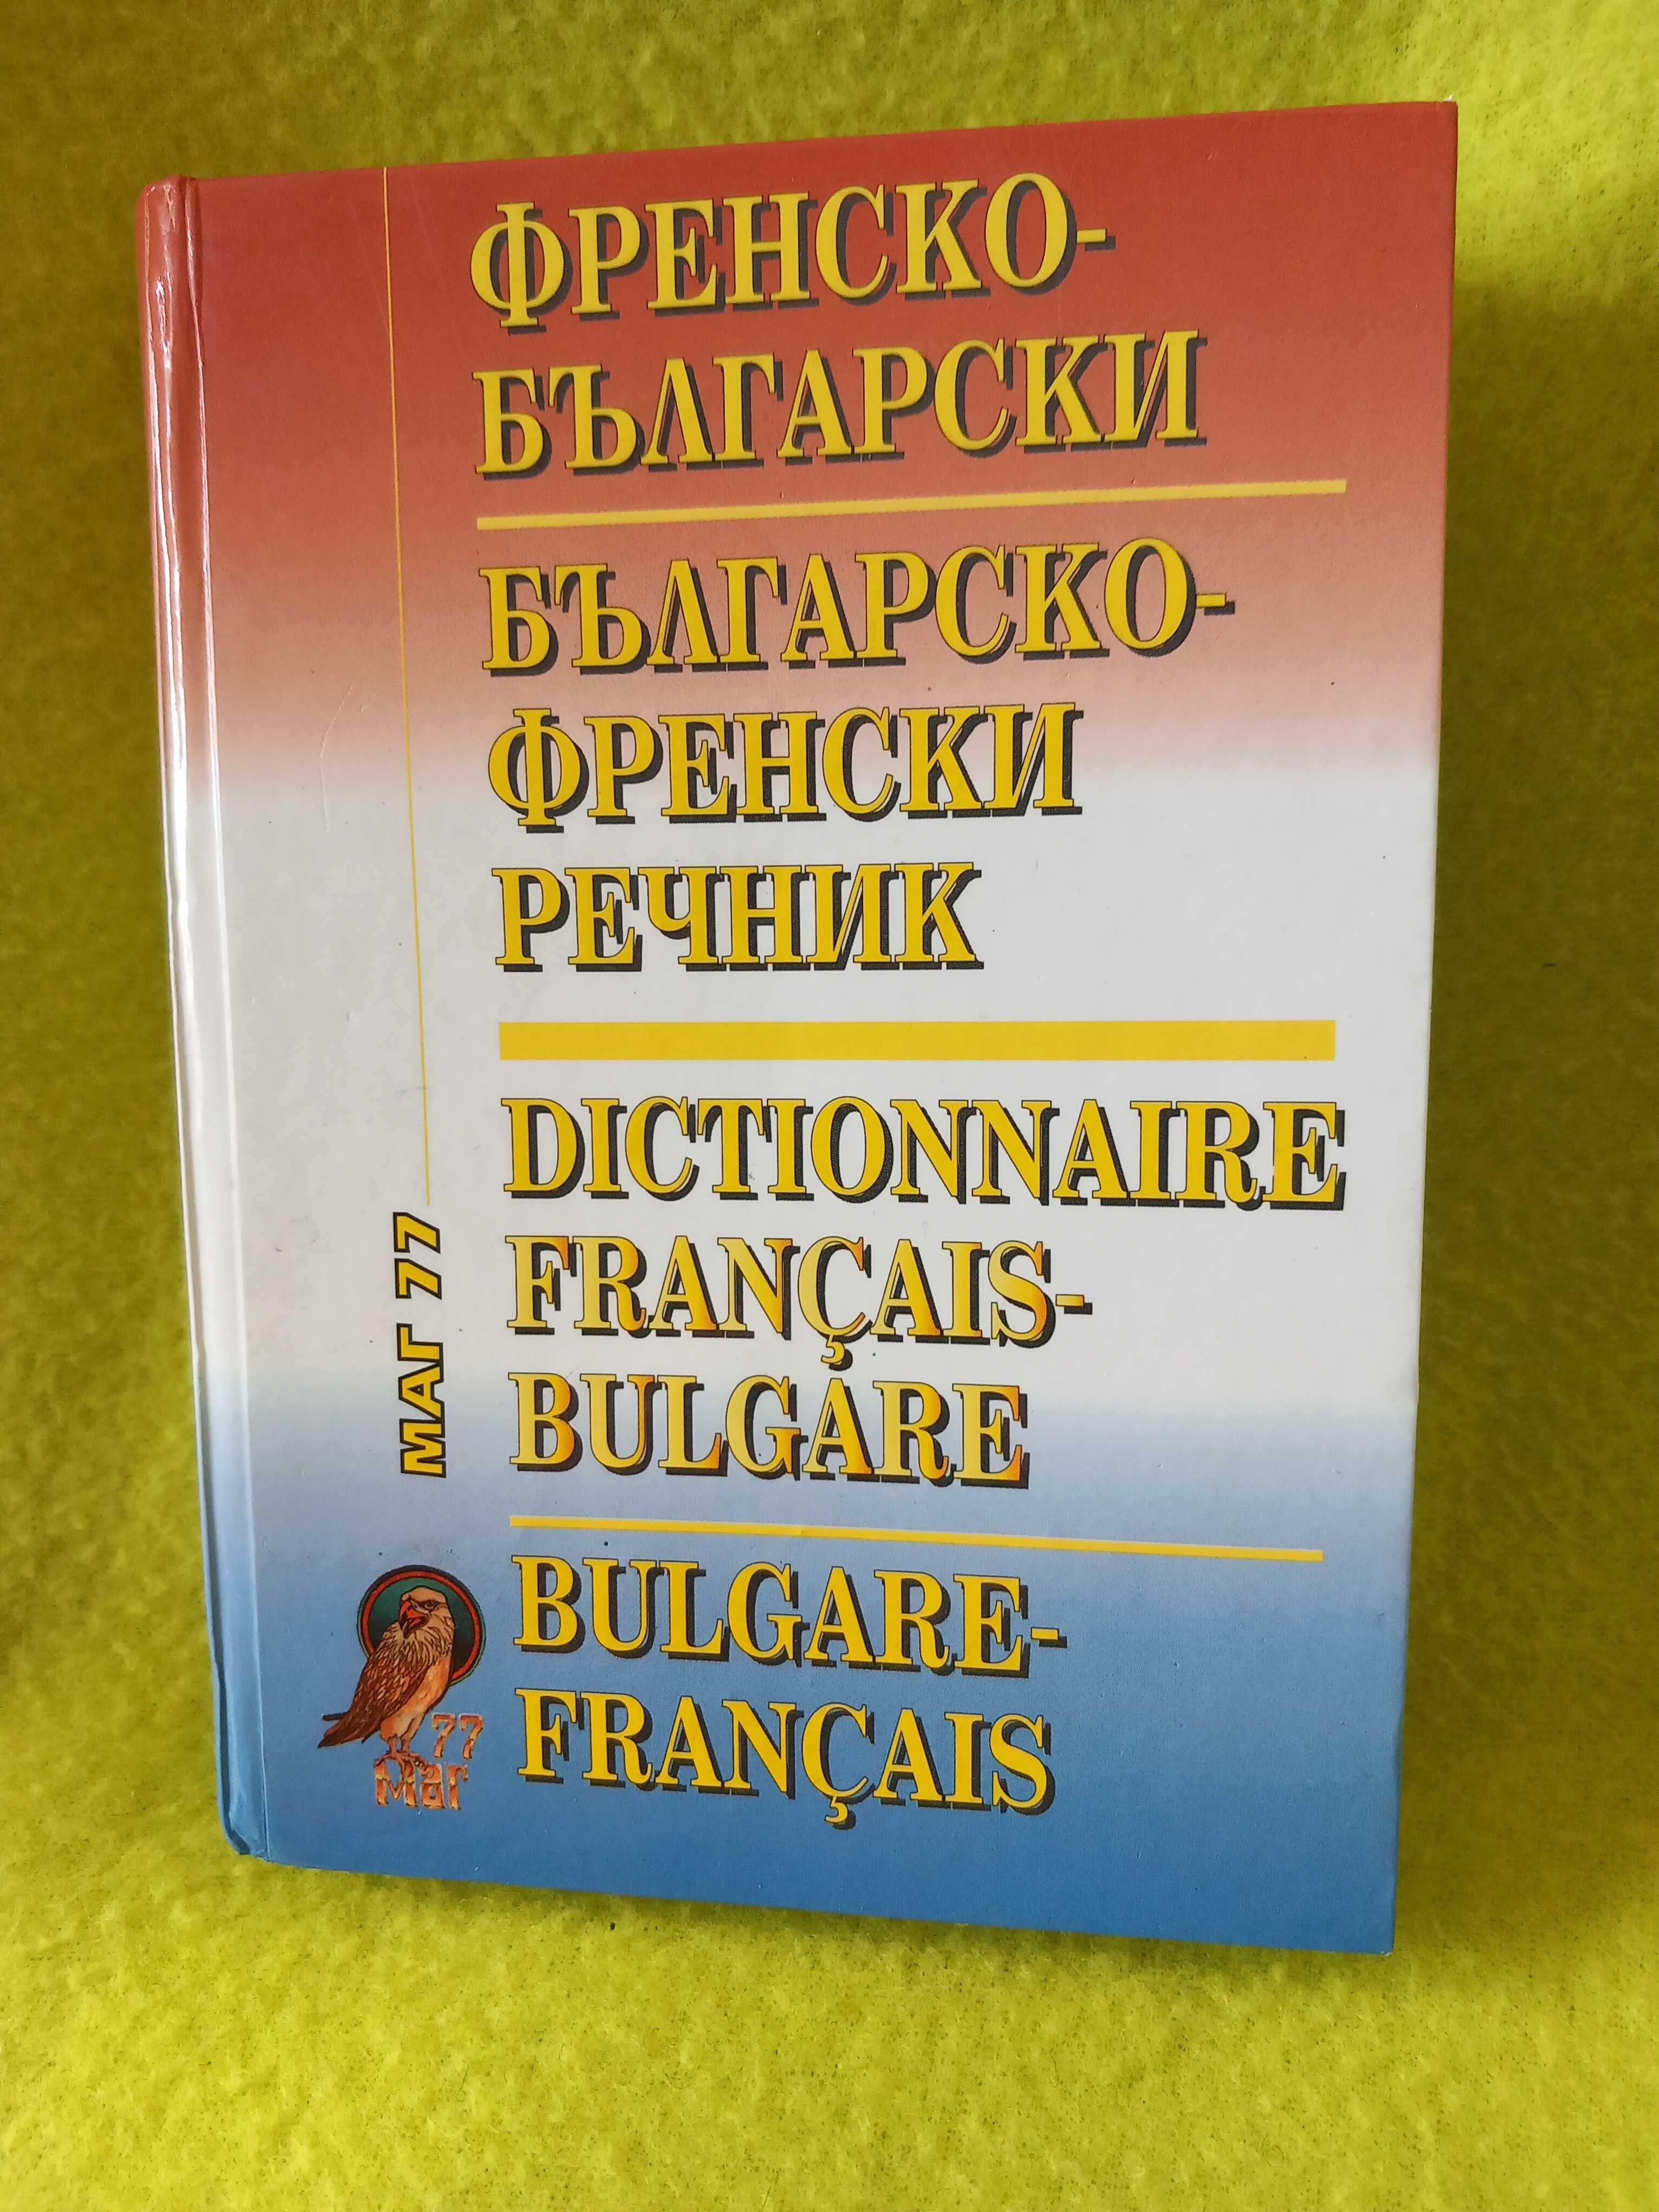 ФРЕНСКО-
БЪЛГАРСКИ
БЪЛГАРСКО-
ФРЕНСКИ
РЕЧНИК
DICTIONNAIRE
FRANÇAIS-
BULGARE
BULGARE-
FRANÇAIS
МАГ 77
77
Маг